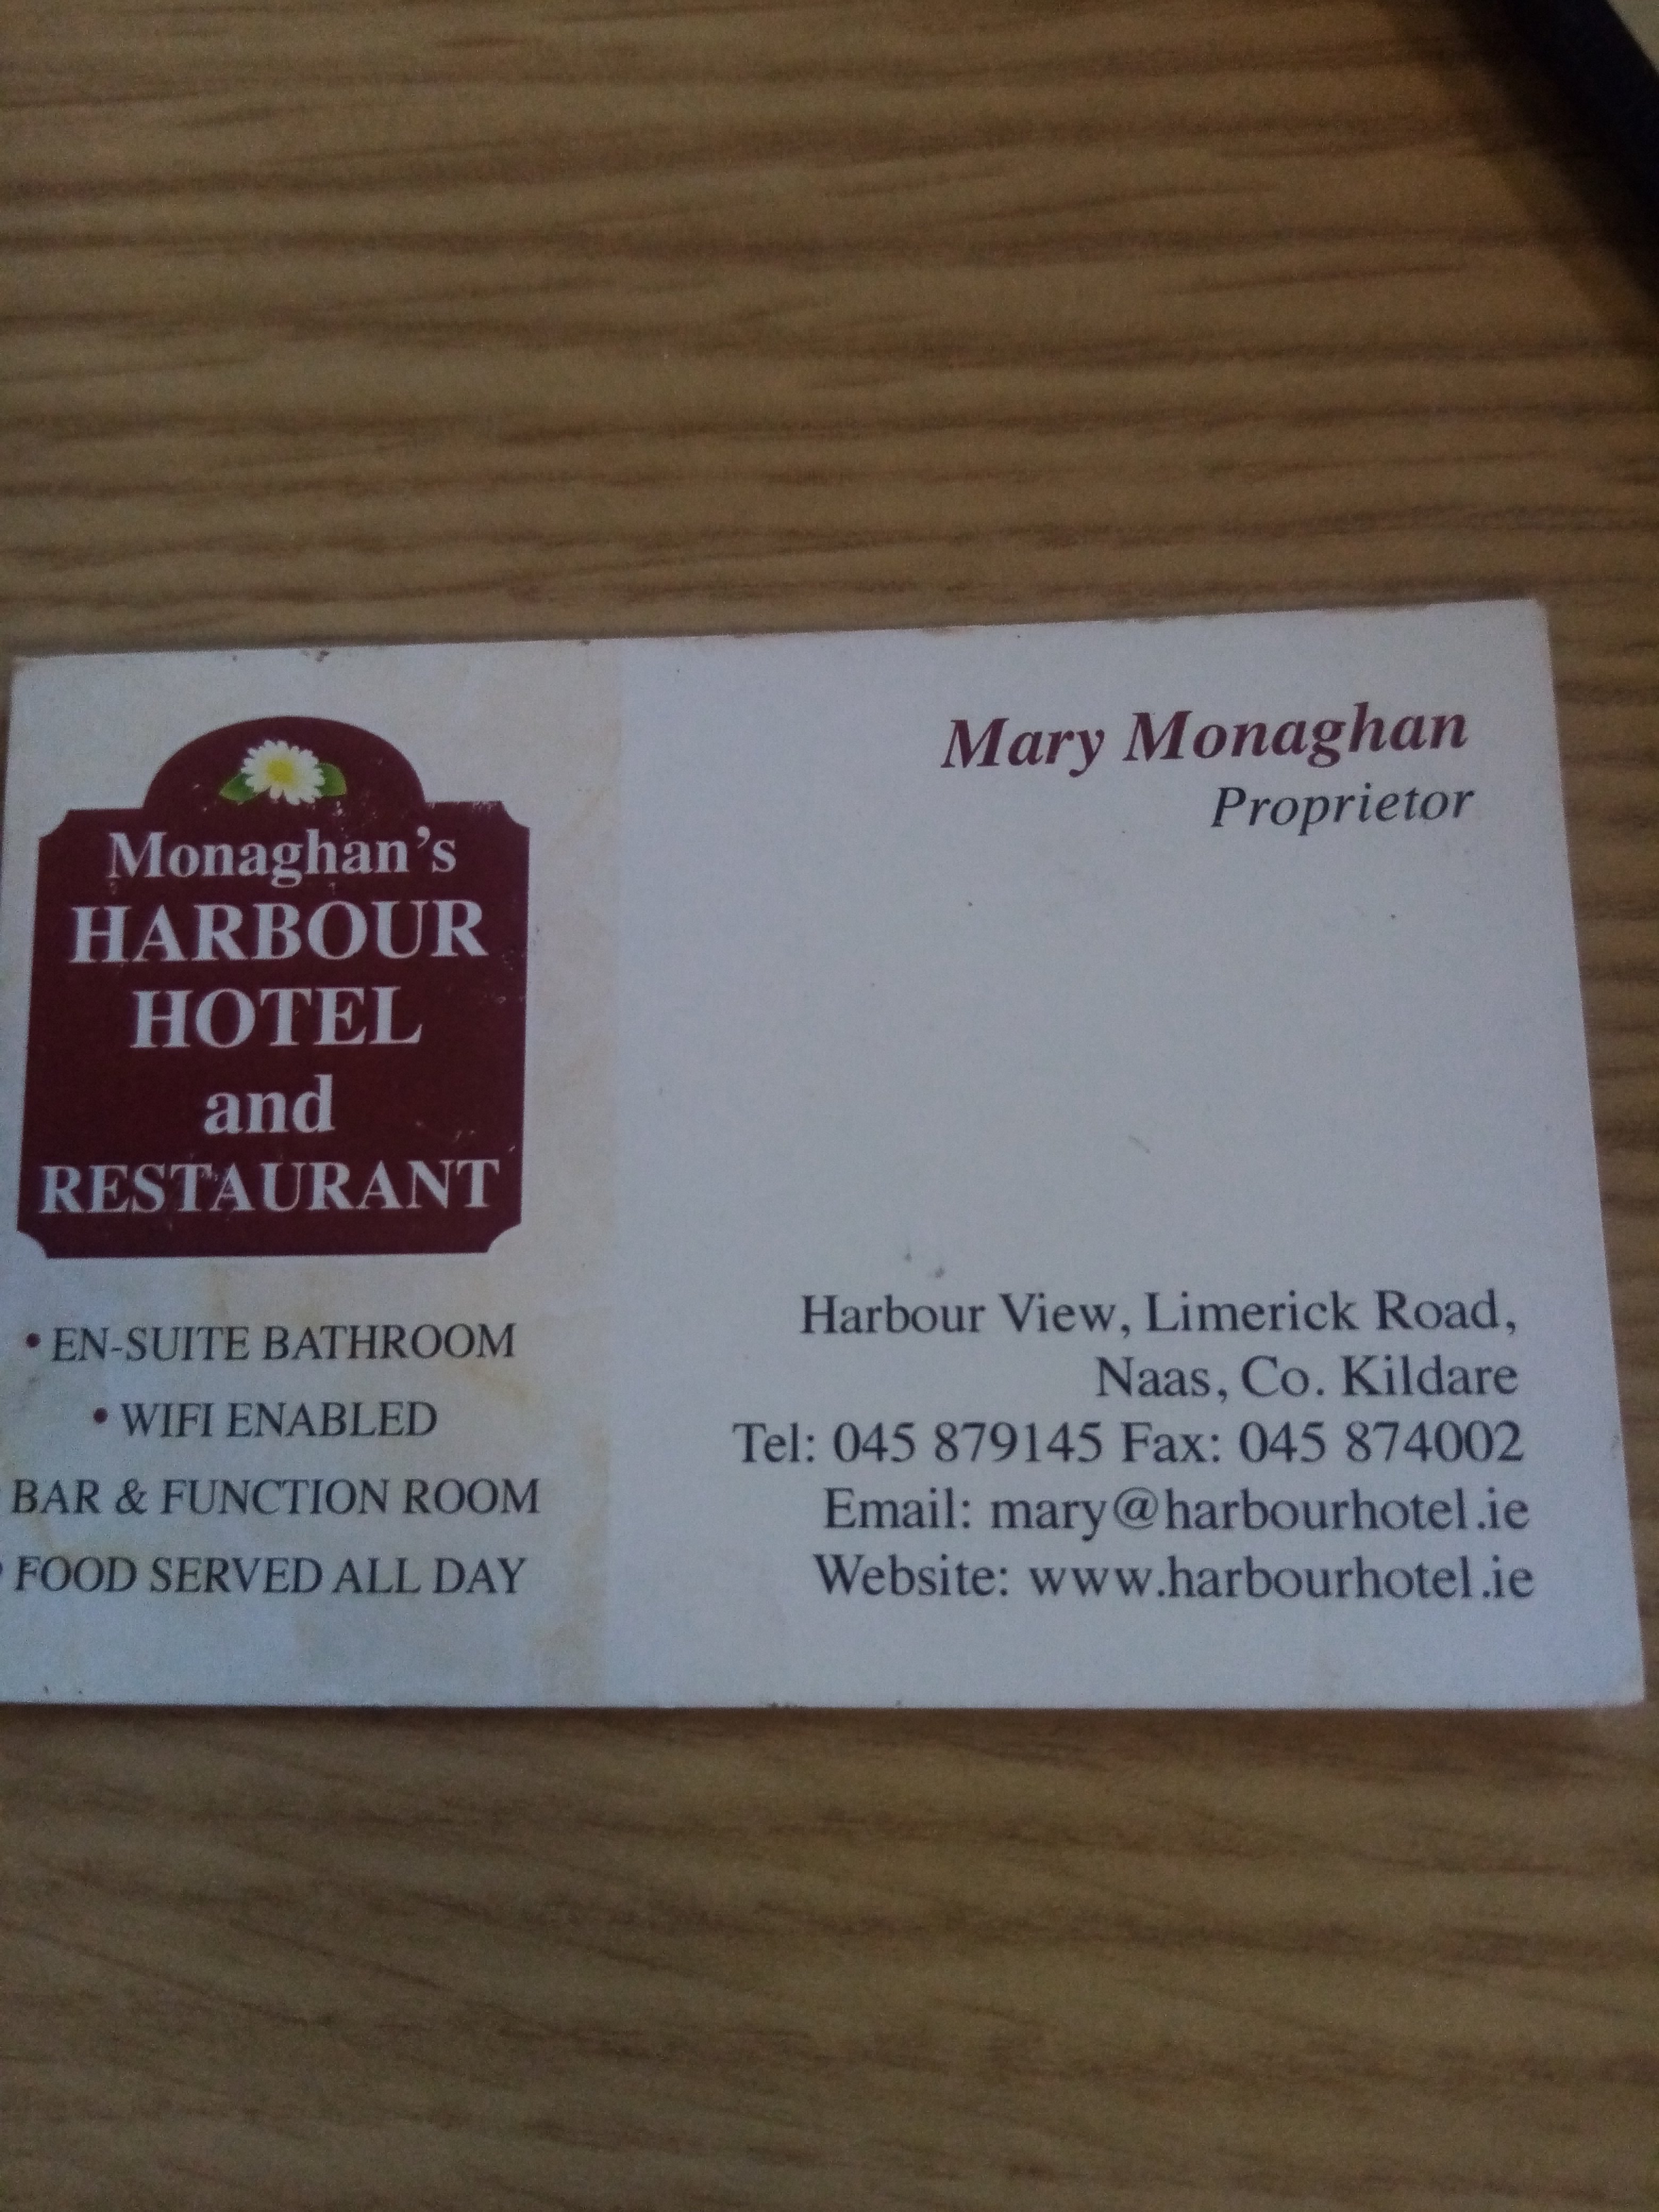 Monaghan's
HARBOUR
HOTEL
and
RESTAURANT
• EN-SUITE BATHROOM
• WIFI ENABLED
BAR & FUNCTION ROOM
FOOD SERVED ALL DAY
Mary Monaghan
Proprietor
Harbour View, Limerick Road,
Naas, Co. Kildare
Tel: 045 879145 Fax: 045 874002
Email: mary@harbourhotel.ie
Website: www.harbourhotel.ie